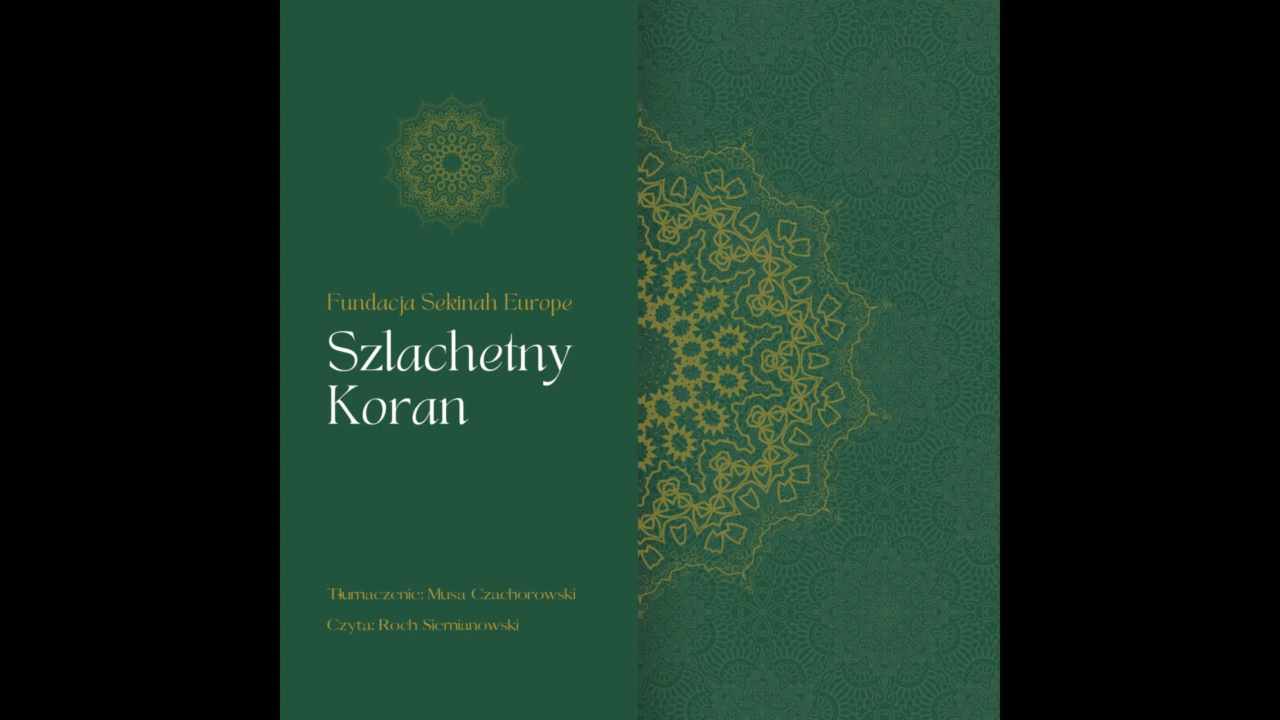 Fundacja Sekinah Europe
Szlachetny
Koran
Tłumaczenie: Musa Czachorowski
Czyta: Roch Siemianowski